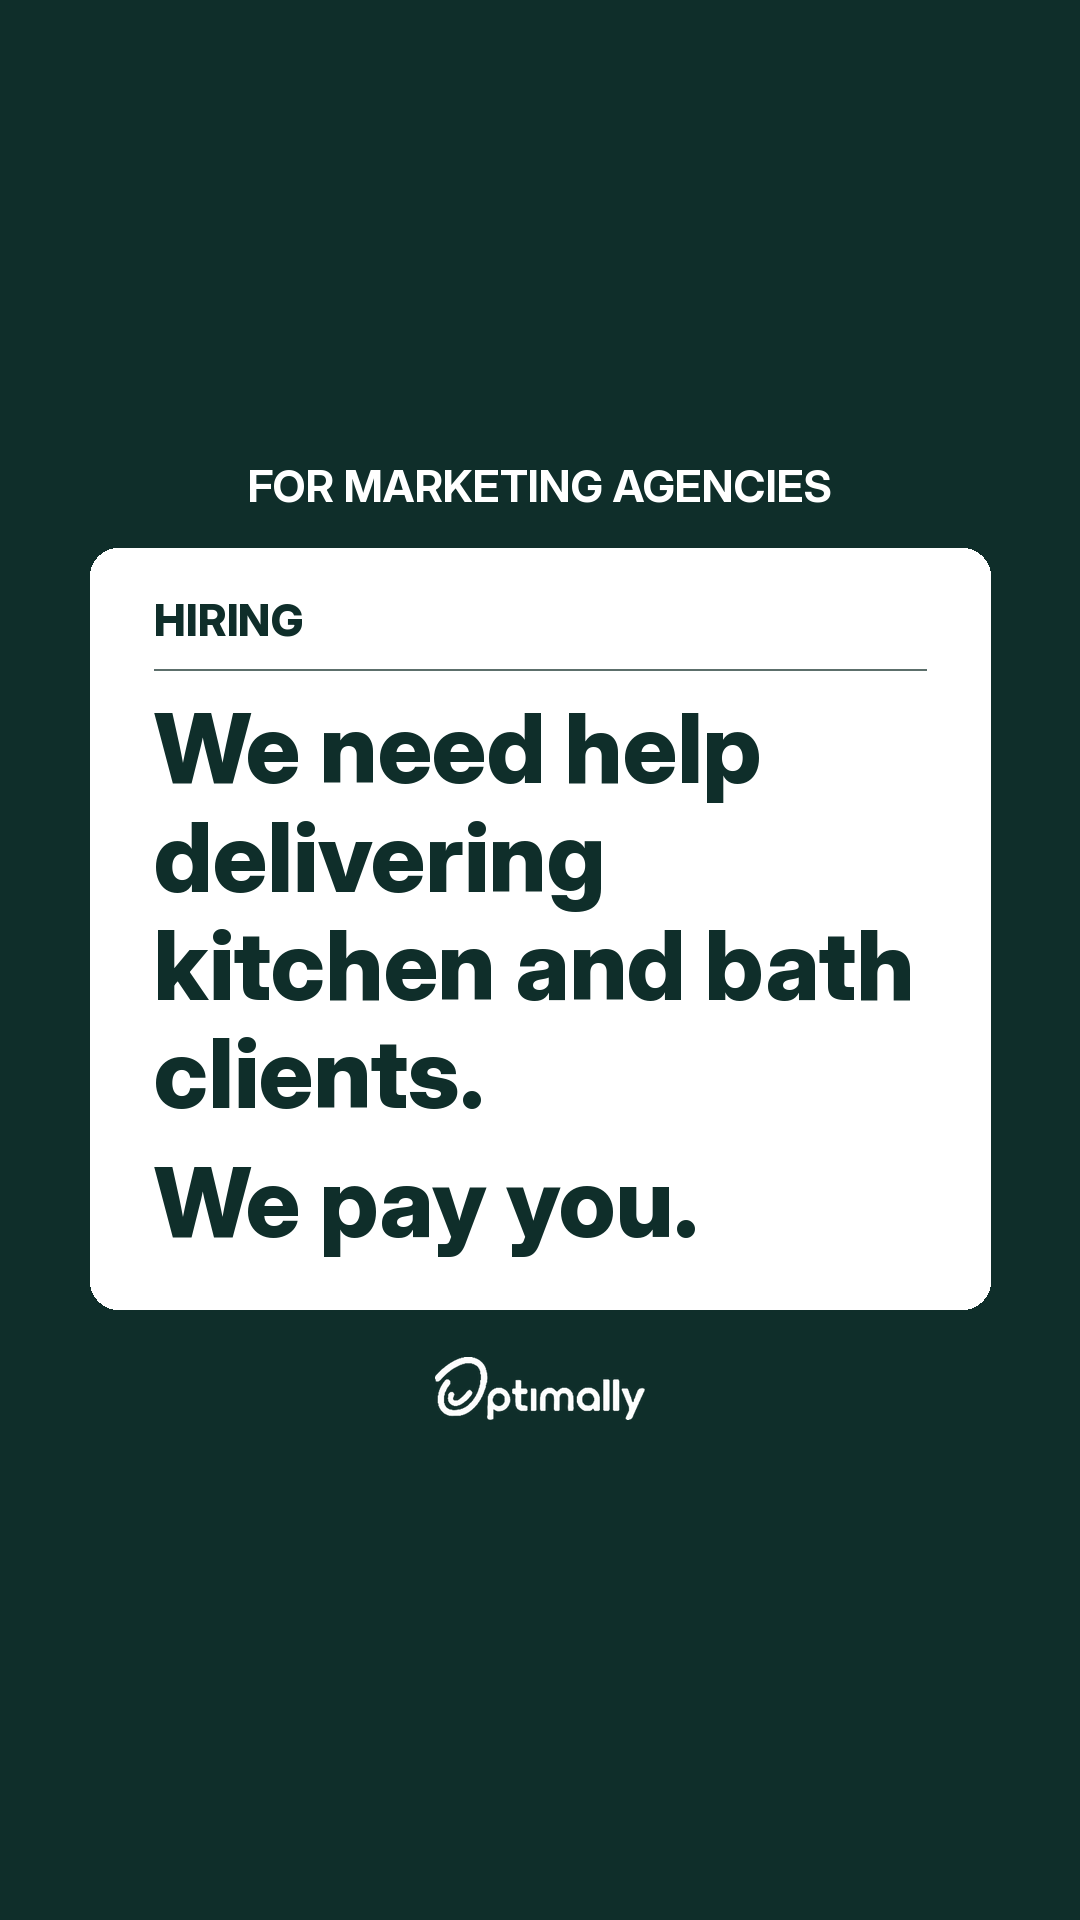 FOR MARKETING AGENCIES
HIRING
We need help
delivering
kitchen and bath
clients.
We pay you.
Optimally